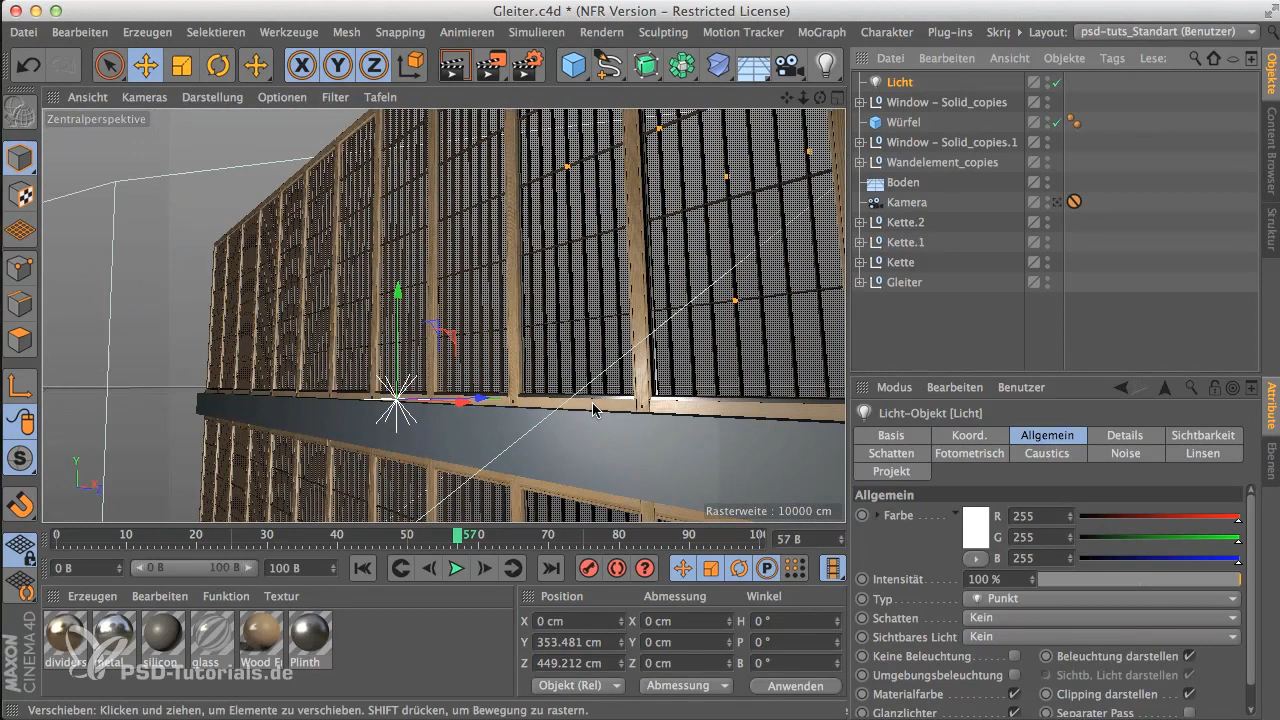 Gleiter.c4d * (NFR Version - Restricted License)
Datei Bearbeiten Erzeugen Selektieren Werkzeuge Mesh Snapping Animieren Simulieren Rendern Sculpting Motion Tracker MoGraph Charakter Plug-ins Skrip Layout: psd-tuts_Standart (Benutzer)
X Y Z
Ansicht Kameras Darstellung Optionen Filter Tafeln
Zentralperspektive
Datei Bearbeiten Ansicht Objekte Tags Lese:
Licht
Window - Solid_copies
Würfel
Window - Solid_copies.1
Wandelement_copies
Boden
Kamera
Kette.2
Kette.1
Kette
Gleiter
Objekte
Content Browser
Struktur
Modus Bearbeiten Benutzer
Licht-Objekt [Licht]
Basis Koord. Allgemein Details Sichtbarkeit
Schatten Fotometrisch Caustics Noise Linsen
Projekt
Attribute
Ebenen
Allgemein
Farbe R 255
G 255
B 255
Intensität 100 %
Typ Punkt
Schatten Kein
Sichtbares Licht Kein
Keine Beleuchtung Beleuchtung darstellen
Umgebungsbeleuchtung Sichtb. Licht darstellen
Materialfarbe Clipping darstellen
Glanzlichter Separater Pass
Y
X
Z
S
Rasterweite : 10000 cm
0 10 20 30 40 50 570 60 70 80 90 10 57 B
0 B 0 B 100 B 100 B
P
Erzeugen Bearbeiten Funktion Textur
dividers metal silicon glass Wood F Plinth
PSD-Tutorials.de
MAXON
CINEMA 4D
Position Abmessung Winkel
X 0 cm X 0 cm H 0 °
Y 353.481 cm Y 0 cm P 0 °
Z 449.212 cm Z 0 cm B 0 °
Objekt (Rel) Abmessung Anwenden
Verschieben: Klicken und ziehen, um Elemente zu verschieben. SHIFT drücken, um Bewegung zu rastern.